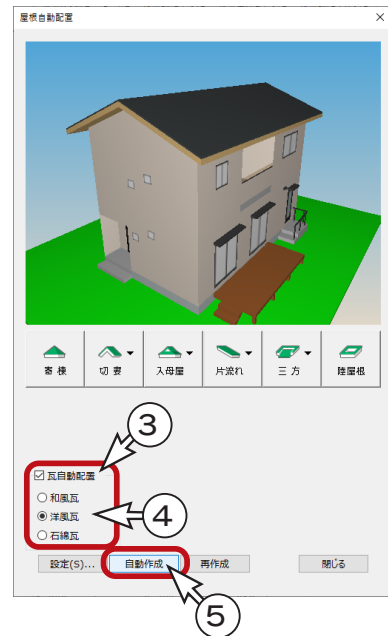 屋根自動配置 ×
寄棟 切妻 入母屋 片流れ 三方 陸屋根
③
瓦自動配置
和風瓦
洋風瓦
④
石綿瓦
設定(S)... 自動作成 再作成 閉じる
⑤